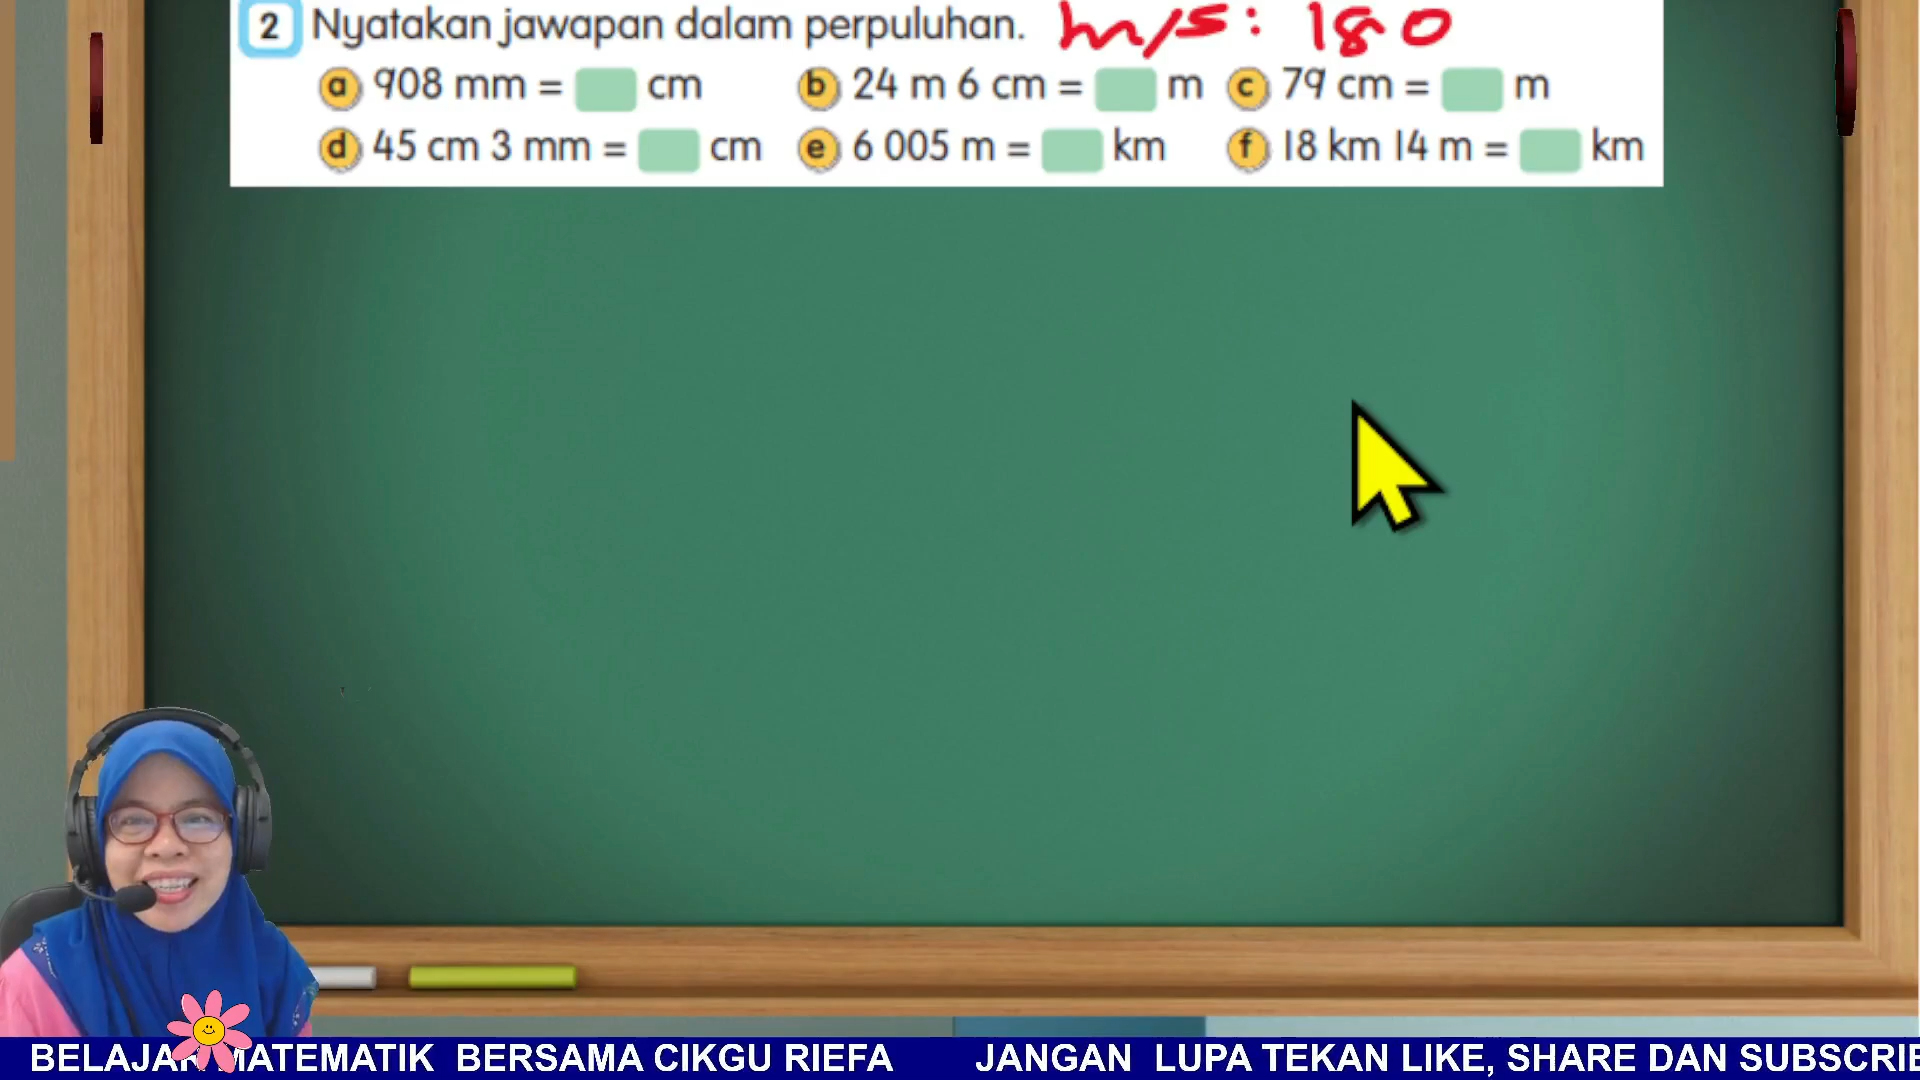 2 Nyatakan jawapan dalam perpuluhan. m/s: 180
a 908 mm = cm b 24 m 6 cm = m c 79 cm = m
d 45 cm 3 mm = cm e 6 005 m = km f 18 km 14 m = km
BELAJAR MATEMATIK BERSAMA CIKGU RIEFA JANGAN LUPA TEKAN LIKE, SHARE DAN SUBSCRIB